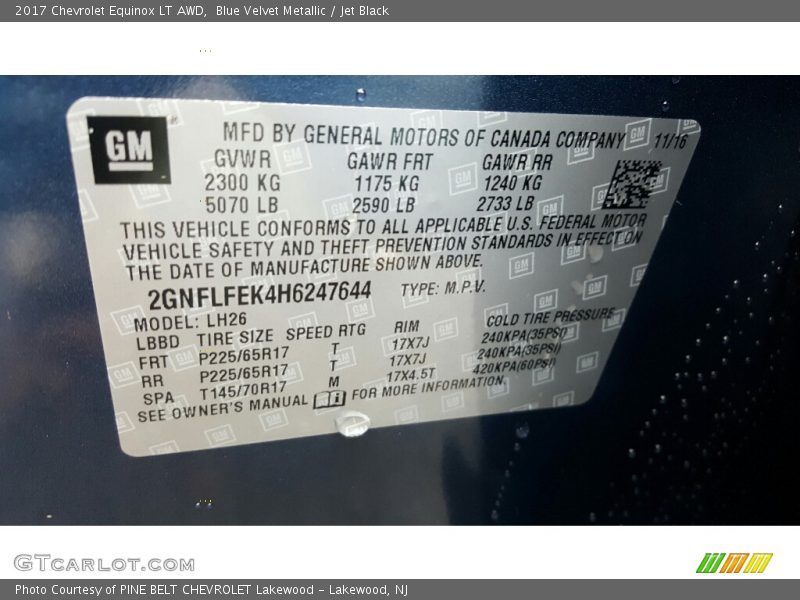 2017 Chevrolet Equinox LT AWD,  Blue Velvet Metallic / Jet Black
GM®
MFD BY GENERAL MOTORS OF CANADA COMPANY 11/16
GVWR GAWR FRT GAWR RR
2300 KG 1175 KG 1240 KG
5070 LB 2590 LB 2733 LB
THIS VEHICLE CONFORMS TO ALL APPLICABLE U.S. FEDERAL MOTOR
VEHICLE SAFETY AND THEFT PREVENTION STANDARDS IN EFFECT ON
THE DATE OF MANUFACTURE SHOWN ABOVE.
2GNFLFEK4H6247644 TYPE: M.P.V.
MODEL: LH26
LBBD TIRE SIZE SPEED RTG RIM COLD TIRE PRESSURE
FRT P225/65R17 T 17X7J 240KPA(35PSI)
RR P225/65R17 T 17X7J 240KPA(35PSI)
SPA T145/70R17 M 17X4.5T 420KPA(60PSI)
SEE OWNER'S MANUAL FOR MORE INFORMATION
GTCARLOT.COM
Photo Courtesy of PINE BELT CHEVROLET Lakewood - Lakewood, NJ